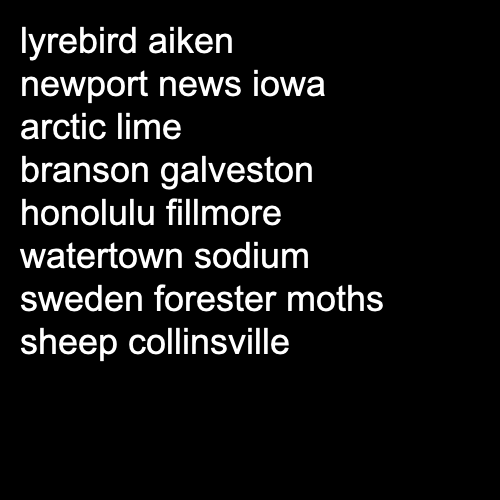 lyrebird aiken
newport news iowa
arctic lime
branson galveston
honolulu fillmore
watertown sodium
sweden forester moths
sheep collinsville